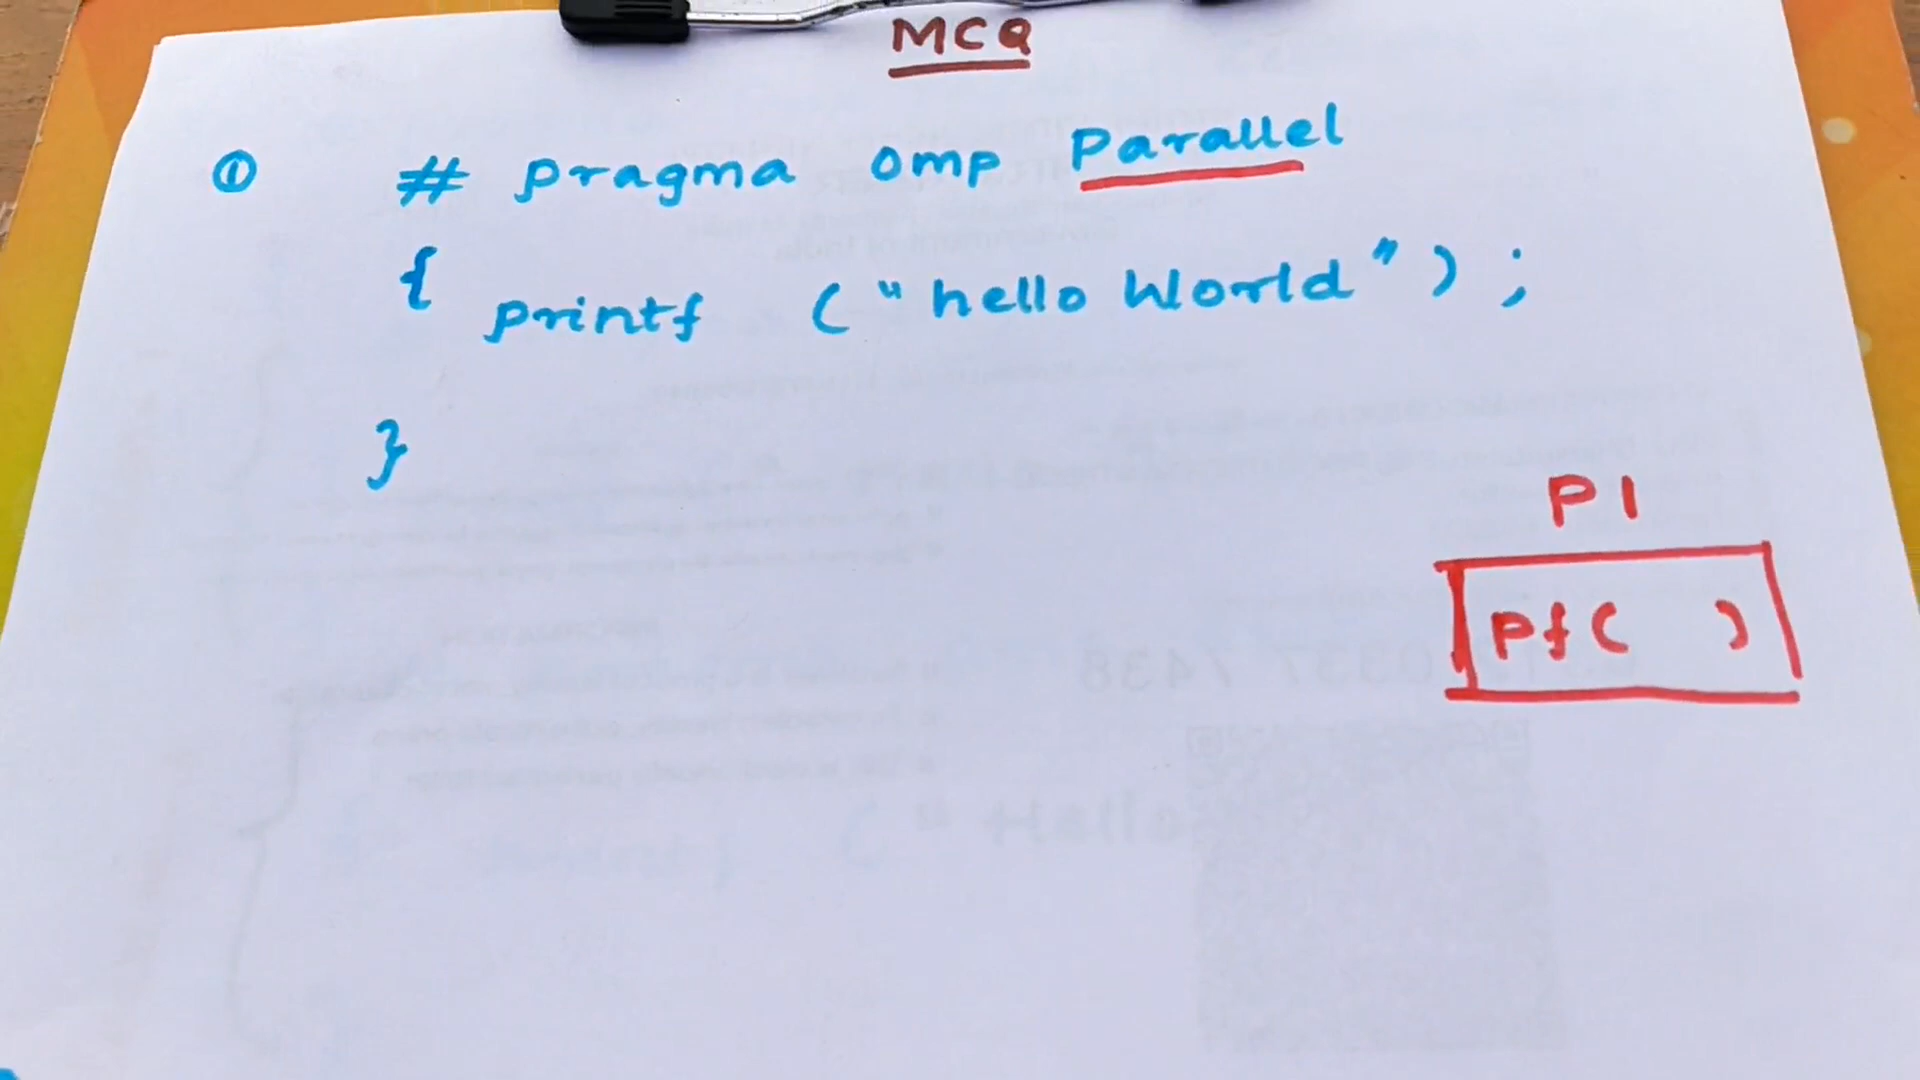 MCQ
① # pragma omp Parallel
{ printf ("hello World") ;
}
P1
Pf( )